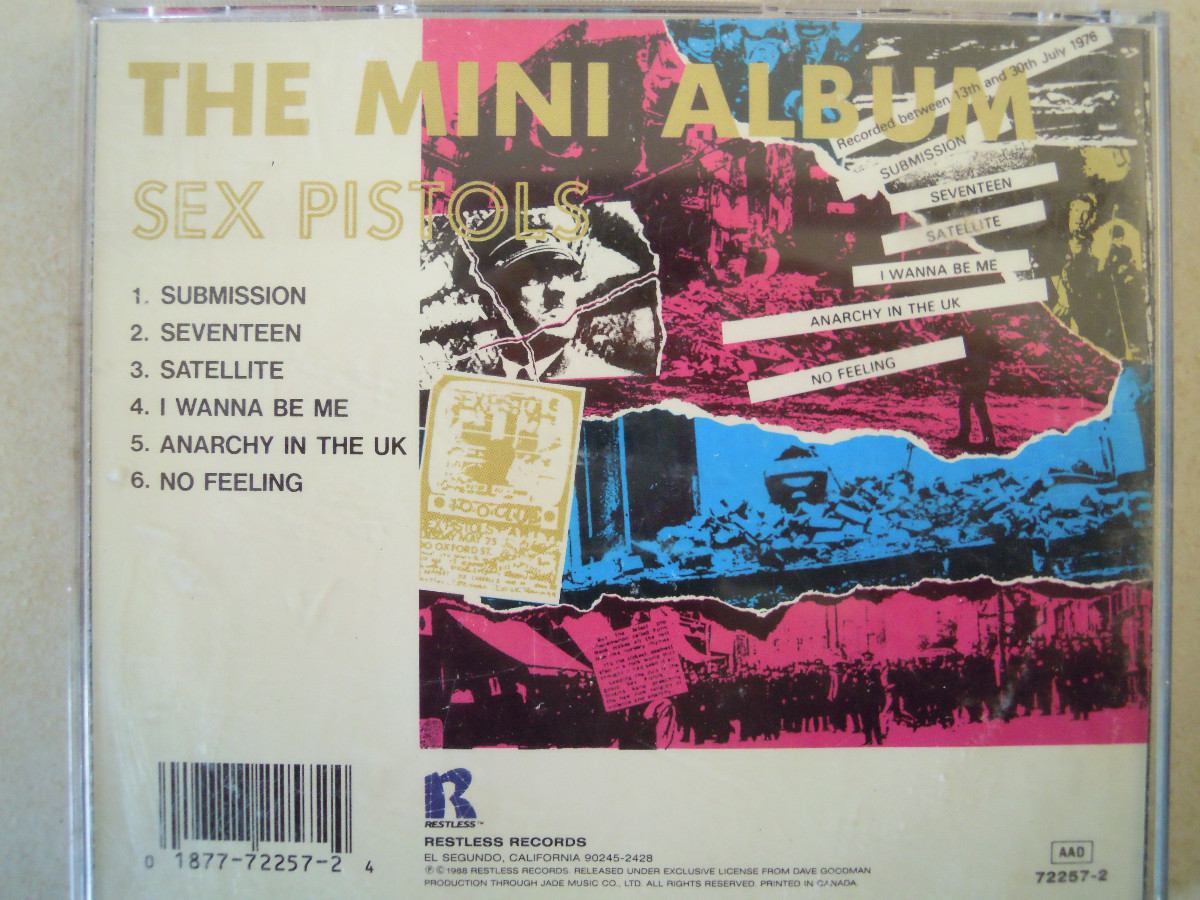 THE MINI ALBUM
SEX PISTOLS
1. SUBMISSION
2. SEVENTEEN
3. SATELLITE
4. I WANNA BE ME
5. ANARCHY IN THE UK
6. NO FEELING
Recorded between 13th and 30th July 1976
SUBMISSION
SEVENTEEN
SATELLITE
I WANNA BE ME
ANARCHY IN THE UK
NO FEELING
SEX PISTOLS
OXFORD ST.
0 1877-72257-2 4
R
RESTLESS™
RESTLESS RECORDS
EL SEGUNDO, CALIFORNIA 90245-2428
℗ © 1988 RESTLESS RECORDS. RELEASED UNDER EXCLUSIVE LICENSE FROM DAVE GOODMAN
PRODUCTION THROUGH JADE MUSIC CO., LTD. ALL RIGHTS RESERVED. PRINTED IN CANADA
AAD
72257-2